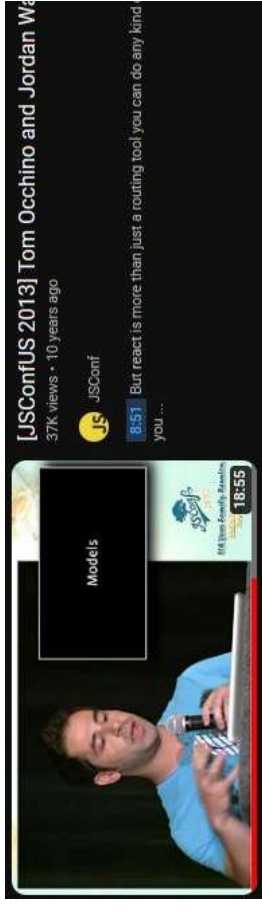 [JSConfUS 2013] Tom Occhino and Jordan Wa
37K views • 10 years ago
JS
JSConf
8:51 But react is more than just a routing tool you can do any kind
you ...
Models
JSConf
18:55